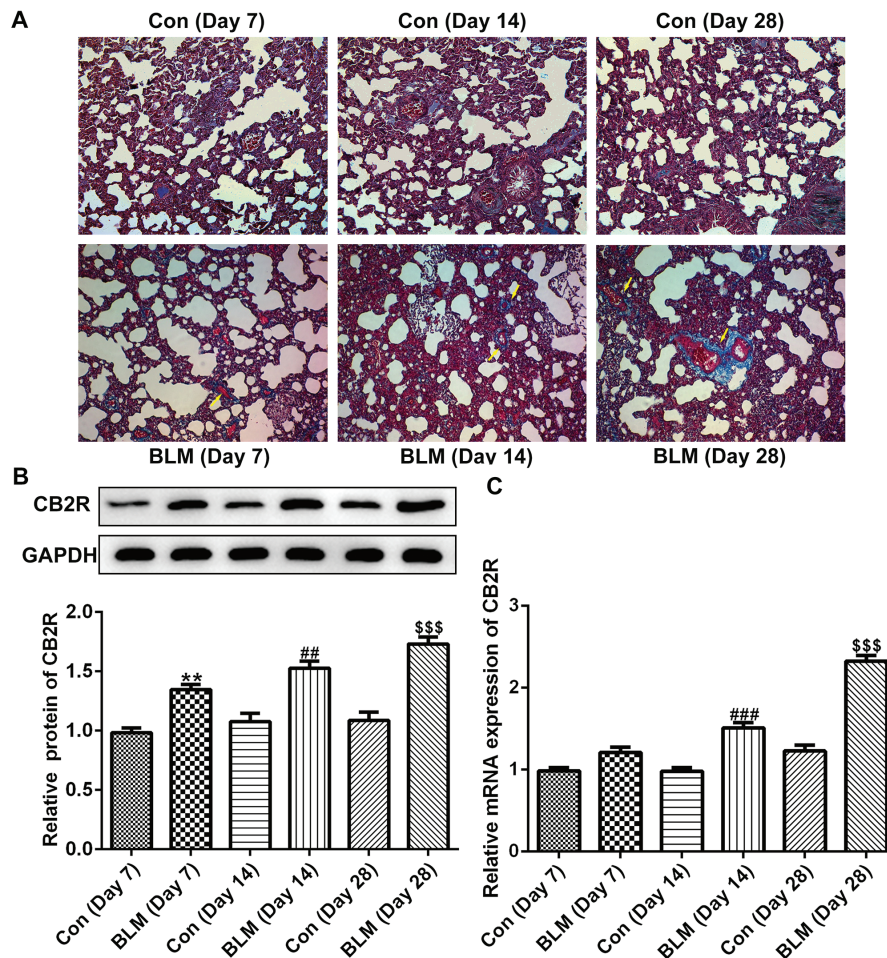 A
Con (Day 7)
Con (Day 14)
Con (Day 28)
BLM (Day 7)
BLM (Day 14)
BLM (Day 28)
B
CB2R
GAPDH
Relative protein of CB2R
2.0
1.5
1.0
0.5
0.0
**
##
$$$
Con (Day 7)
BLM (Day 7)
Con (Day 14)
BLM (Day 14)
Con (Day 28)
BLM (Day 28)
C
Relative mRNA expression of CB2R
3
2
1
0
###
$$$
Con (Day 7)
BLM (Day 7)
Con (Day 14)
BLM (Day 14)
Con (Day 28)
BLM (Day 28)